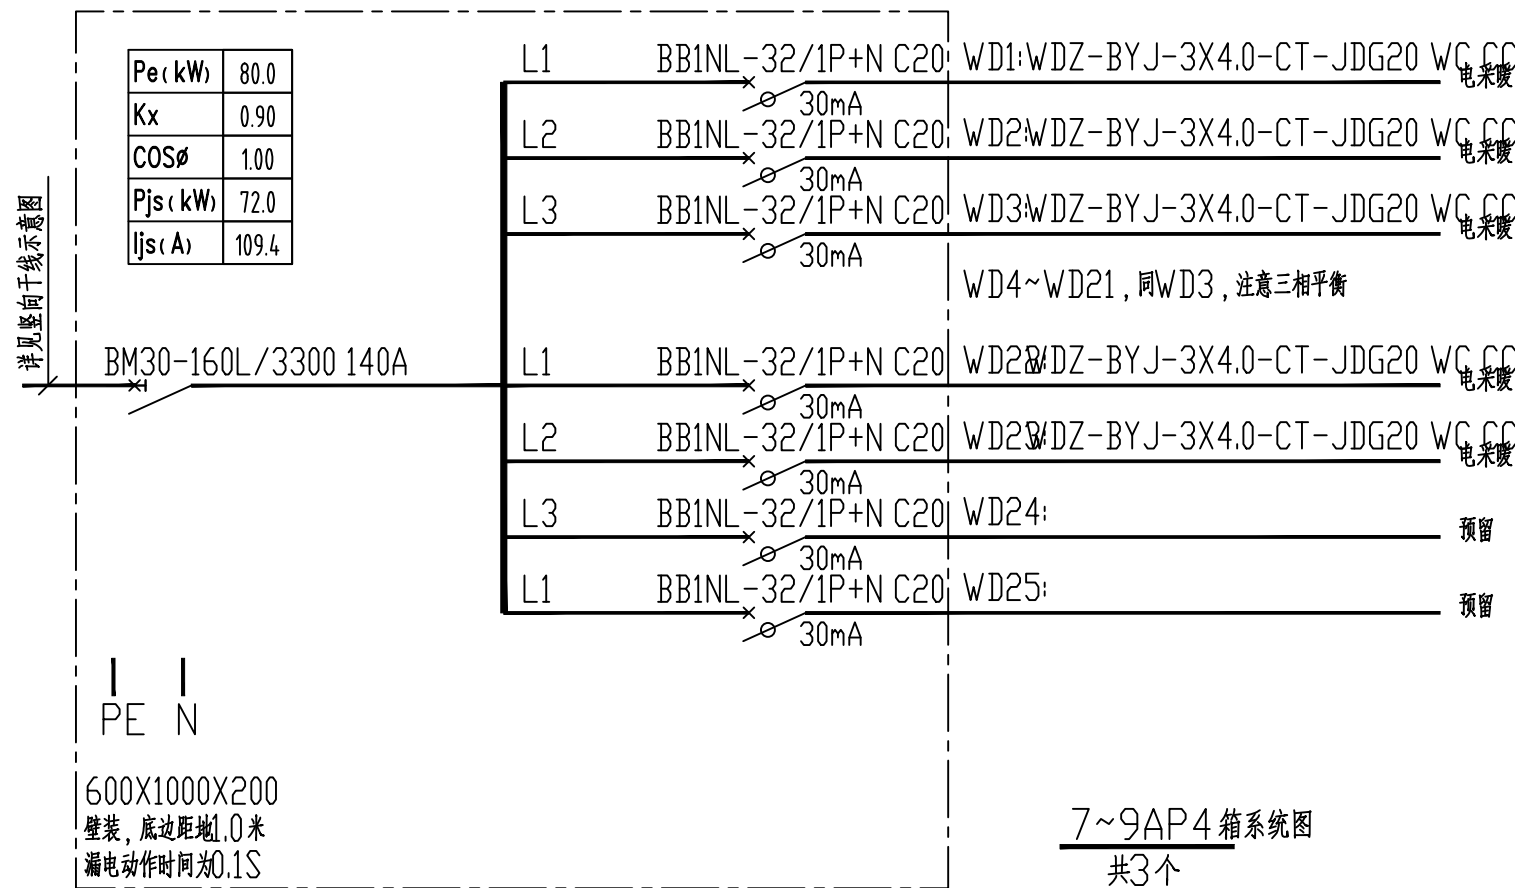 Pe(kW) 80.0
Kx 0.90
COSø 1.00
Pjs(kW) 72.0
Ijs(A) 109.4
详见竖向干线示意图
BM30-160L/3300 140A
L1 BB1NL-32/1P+N C20 WD1:WDZ-BYJ-3X4.0-CT-JDG20 WC CC
30mA
电采暖
L2 BB1NL-32/1P+N C20 WD2:WDZ-BYJ-3X4.0-CT-JDG20 WC CC
30mA
电采暖
L3 BB1NL-32/1P+N C20 WD3:WDZ-BYJ-3X4.0-CT-JDG20 WC CC
30mA
电采暖
WD4~WD21,同WD3,注意三相平衡
L1 BB1NL-32/1P+N C20 WD22:WDZ-BYJ-3X4.0-CT-JDG20 WC CC
30mA
电采暖
L2 BB1NL-32/1P+N C20 WD23:WDZ-BYJ-3X4.0-CT-JDG20 WC CC
30mA
电采暖
L3 BB1NL-32/1P+N C20 WD24:
30mA
预留
L1 BB1NL-32/1P+N C20 WD25:
30mA
预留
PE N
600X1000X200
壁装,底边距地1.0米
漏电动作时间为0.1S
7~9AP4箱系统图
共3个